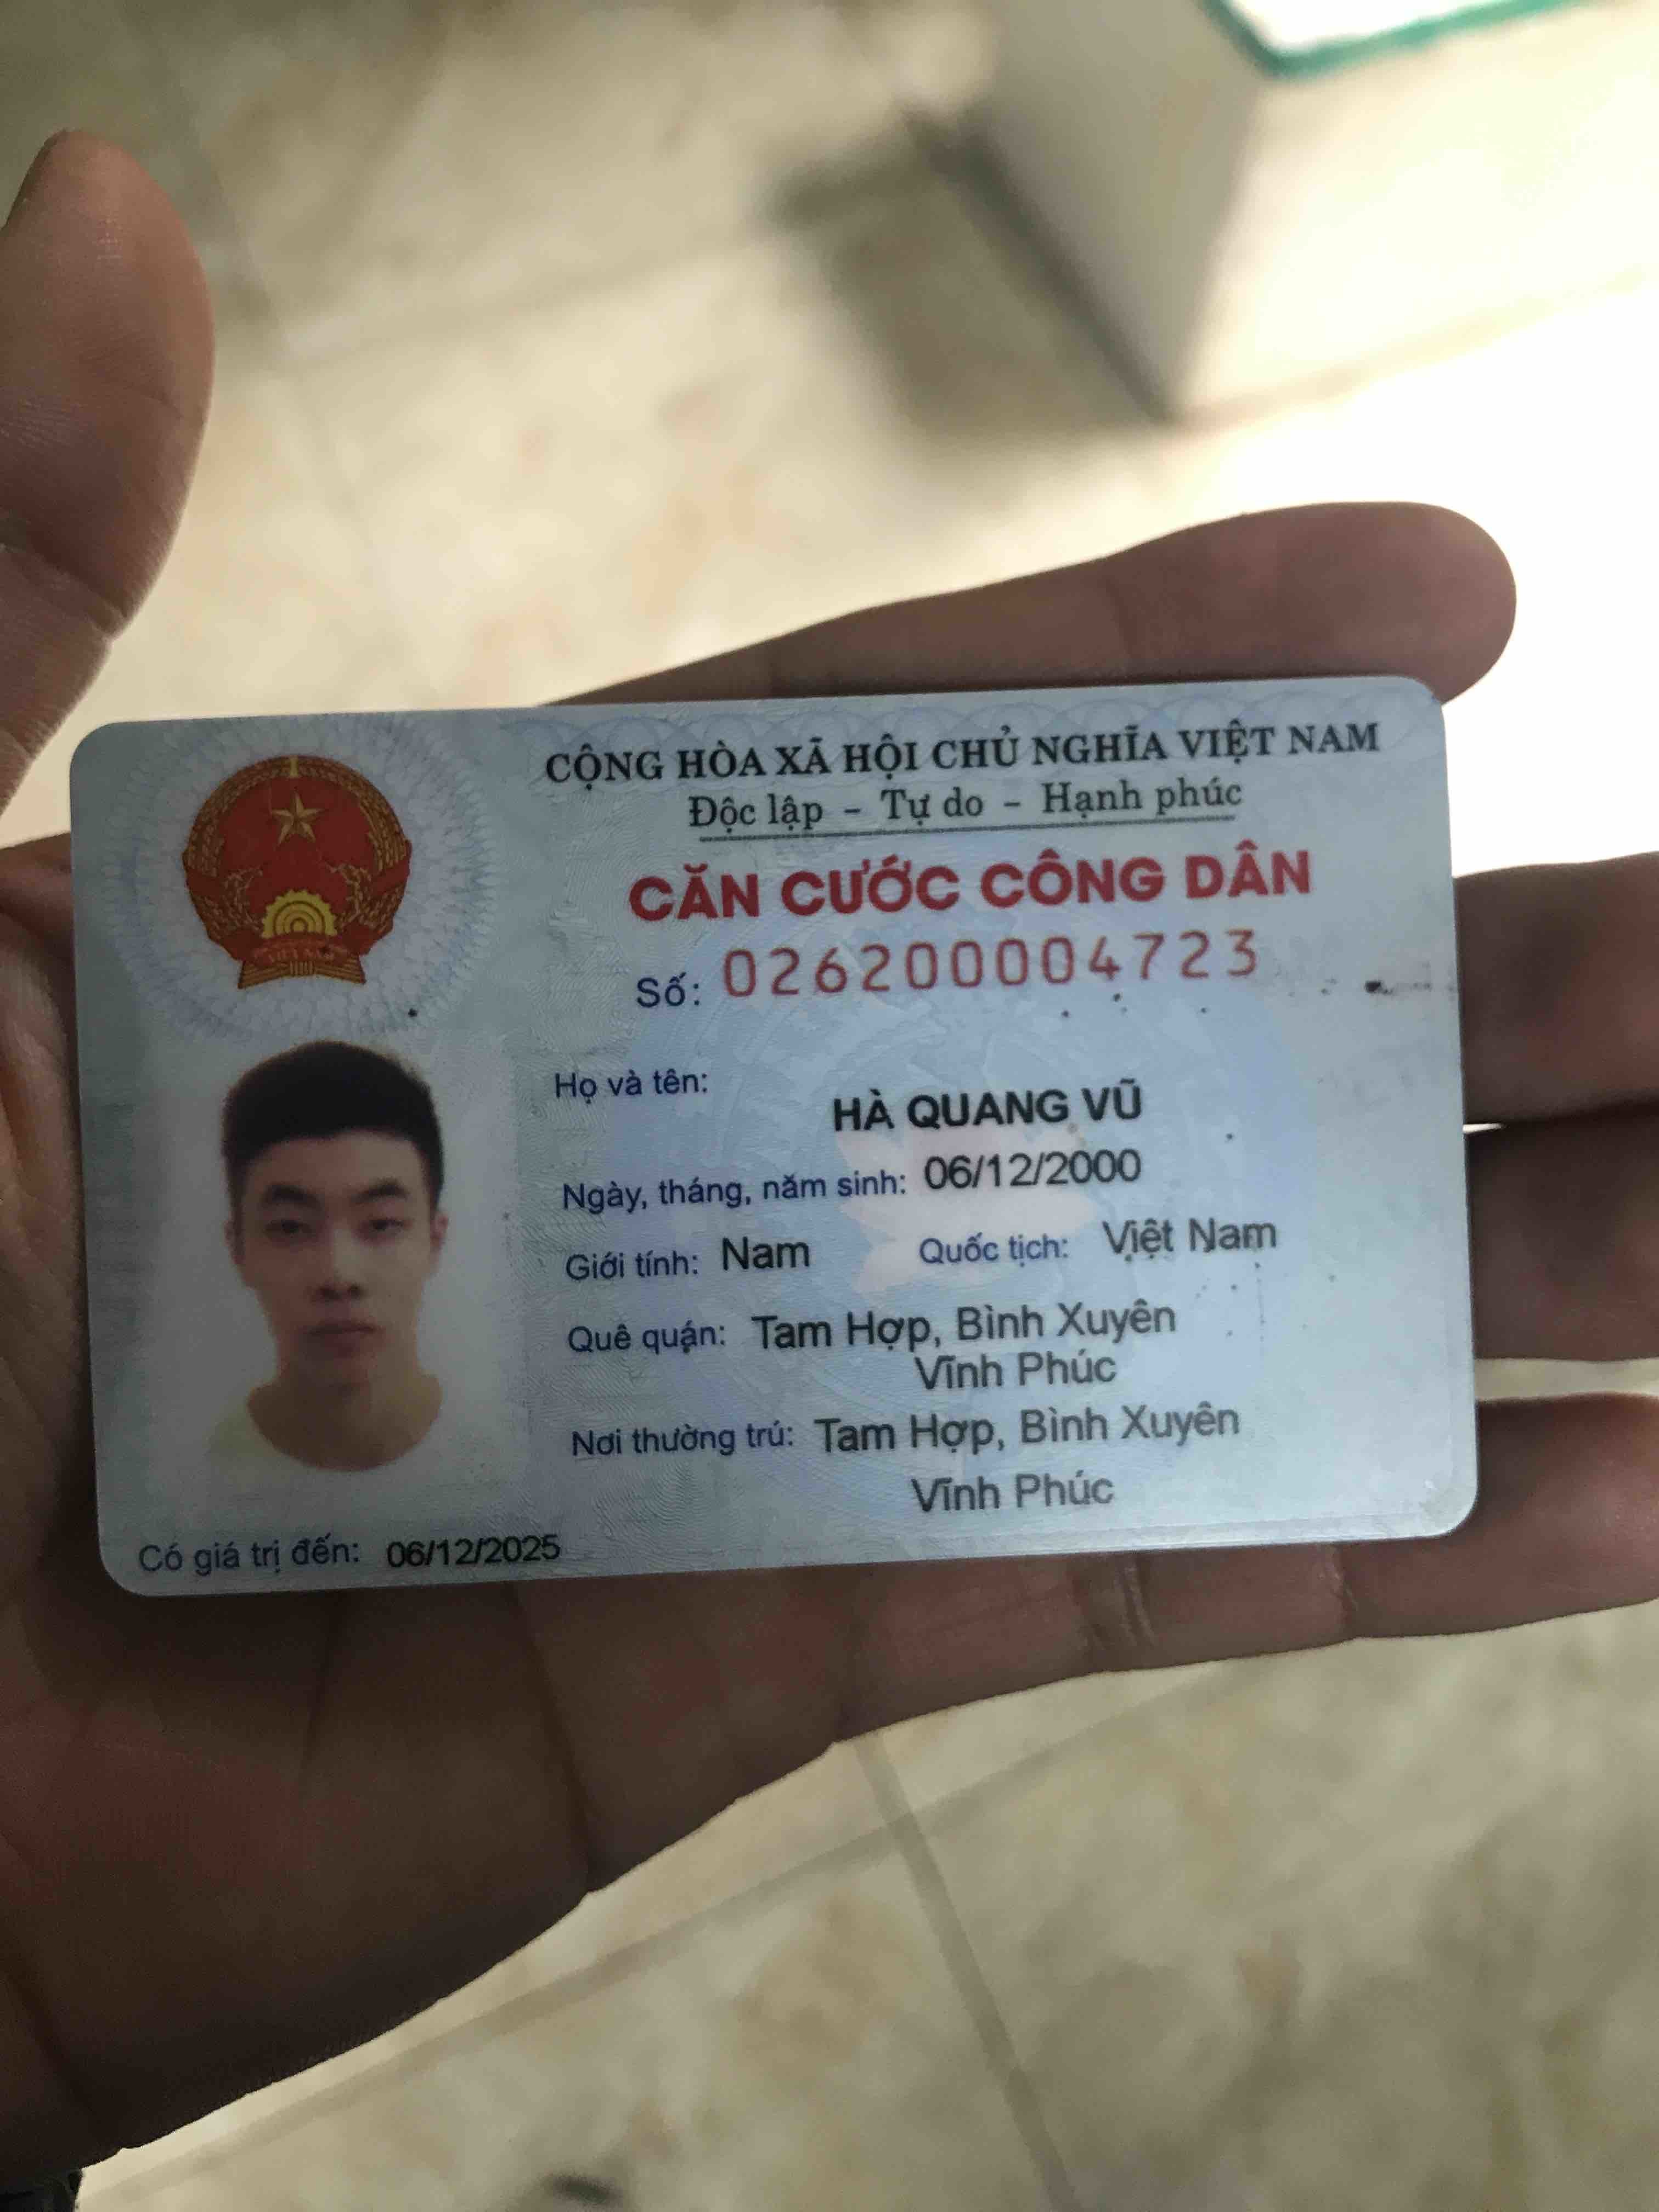 CỘNG HÒA XÃ HỘI CHỦ NGHĨA VIỆT NAM
Độc lập - Tự do - Hạnh phúc
CĂN CƯỚC CÔNG DÂN
Số: 026200004723
Họ và tên:
HÀ QUANG VŨ
Ngày, tháng, năm sinh: 06/12/2000
Giới tính: Nam Quốc tịch: Việt Nam
Quê quán: Tam Hợp, Bình Xuyên
Vĩnh Phúc
Nơi thường trú: Tam Hợp, Bình Xuyên
Vĩnh Phúc
Có giá trị đến: 06/12/2025